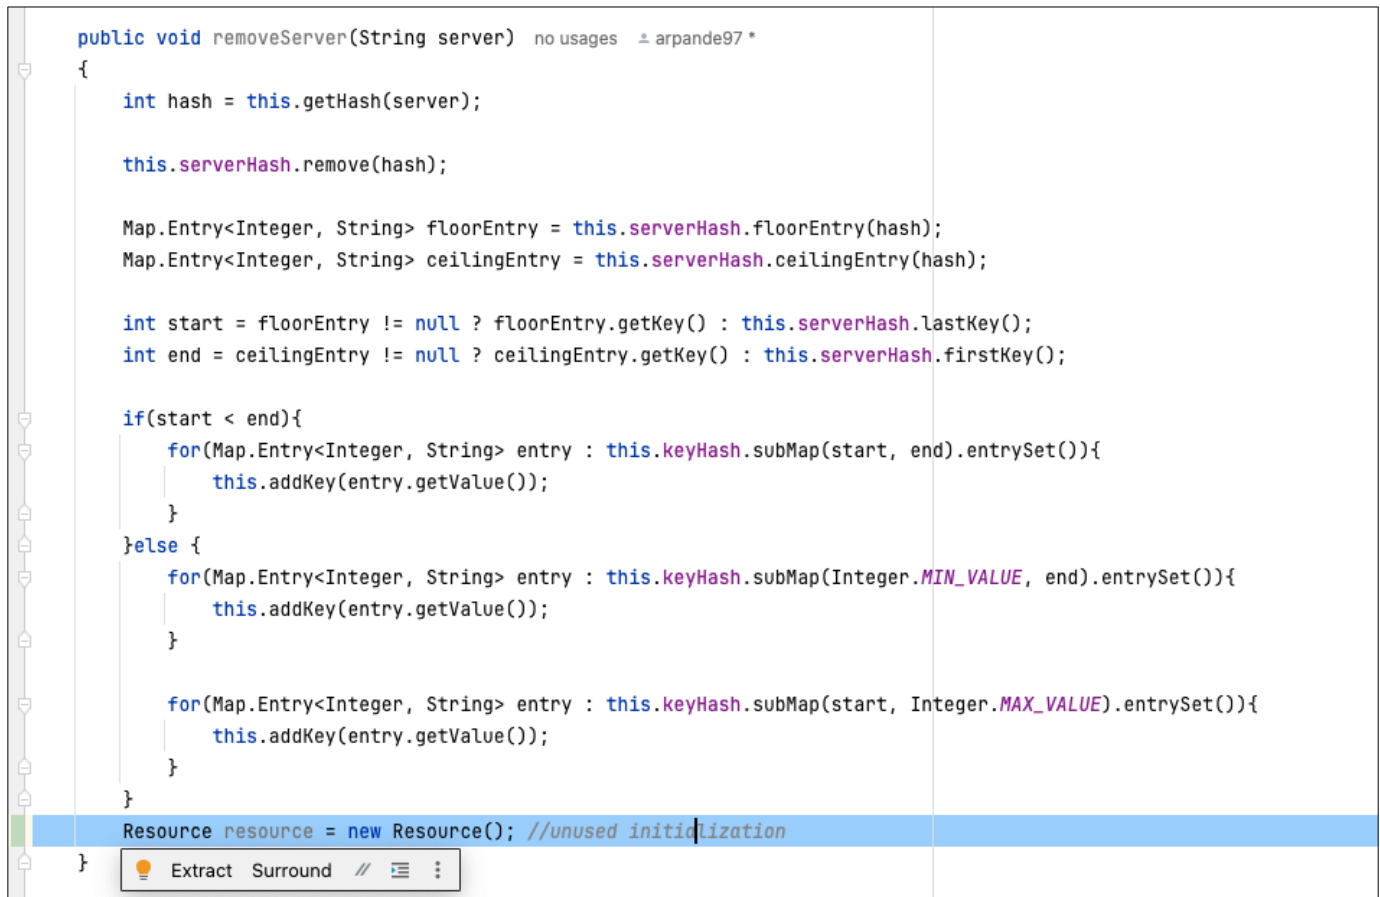 public void removeServer(String server) no usages arpande97 *
{
int hash = this.getHash(server);
this.serverHash.remove(hash);
Map.Entry<Integer, String> floorEntry = this.serverHash.floorEntry(hash);
Map.Entry<Integer, String> ceilingEntry = this.serverHash.ceilingEntry(hash);
int start = floorEntry != null ? floorEntry.getKey() : this.serverHash.lastKey();
int end = ceilingEntry != null ? ceilingEntry.getKey() : this.serverHash.firstKey();
if(start < end){
for(Map.Entry<Integer, String> entry : this.keyHash.subMap(start, end).entrySet()){
this.addKey(entry.getValue());
}
}else {
for(Map.Entry<Integer, String> entry : this.keyHash.subMap(Integer.MIN_VALUE, end).entrySet()){
this.addKey(entry.getValue());
}
for(Map.Entry<Integer, String> entry : this.keyHash.subMap(start, Integer.MAX_VALUE).entrySet()){
this.addKey(entry.getValue());
}
}
Resource resource = new Resource(); //unused initialization
}
Extract Surround //